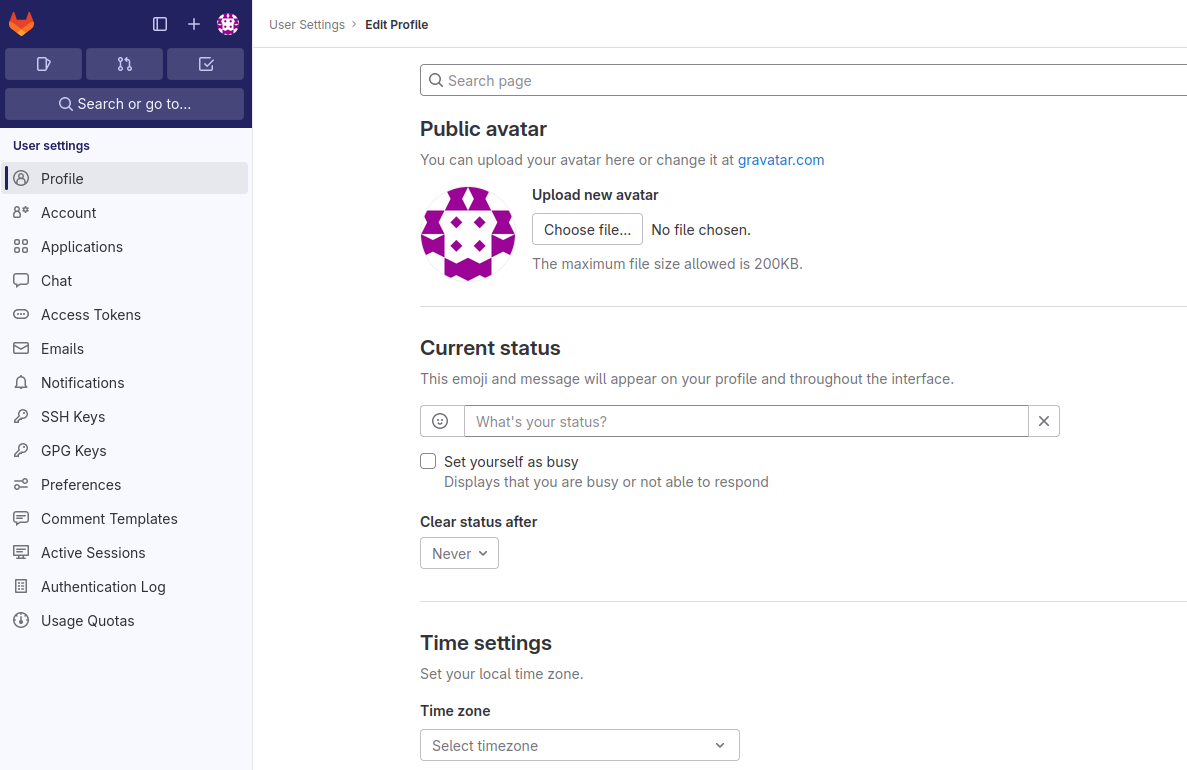 User Settings › Edit Profile
Search or go to...
User settings
Profile
Account
Applications
Chat
Access Tokens
Emails
Notifications
SSH Keys
GPG Keys
Preferences
Comment Templates
Active Sessions
Authentication Log
Usage Quotas
Search page
Public avatar
You can upload your avatar here or change it at gravatar.com
Upload new avatar
Choose file... No file chosen.
The maximum file size allowed is 200KB.
Current status
This emoji and message will appear on your profile and throughout the interface.
What's your status?
Set yourself as busy
Displays that you are busy or not able to respond
Clear status after
Never
Time settings
Set your local time zone.
Time zone
Select timezone